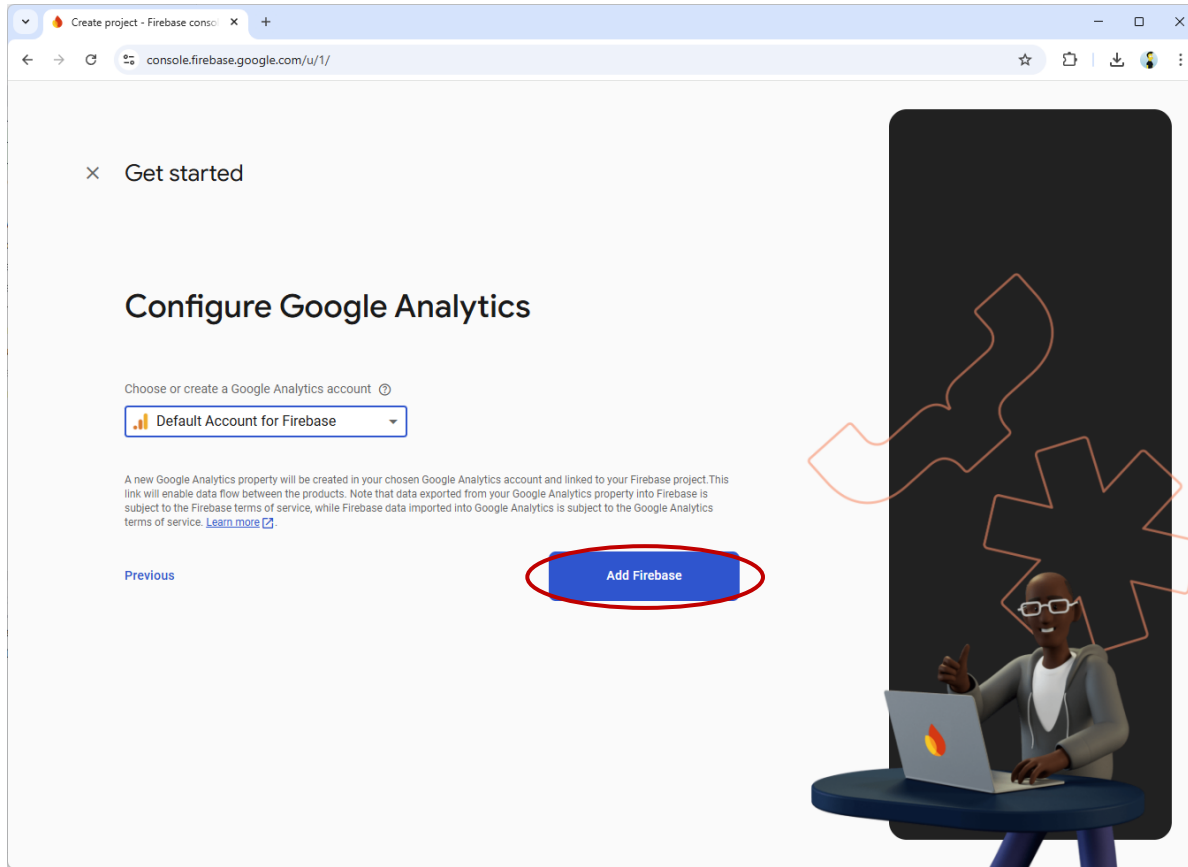 Create project - Firebase consol
console.firebase.google.com/u/1/
Get started
Configure Google Analytics
Choose or create a Google Analytics account
Default Account for Firebase
A new Google Analytics property will be created in your chosen Google Analytics account and linked to your Firebase project.This
link will enable data flow between the products. Note that data exported from your Google Analytics property into Firebase is
subject to the Firebase terms of service, while Firebase data imported into Google Analytics is subject to the Google Analytics
terms of service. Learn more.
Previous
Add Firebase